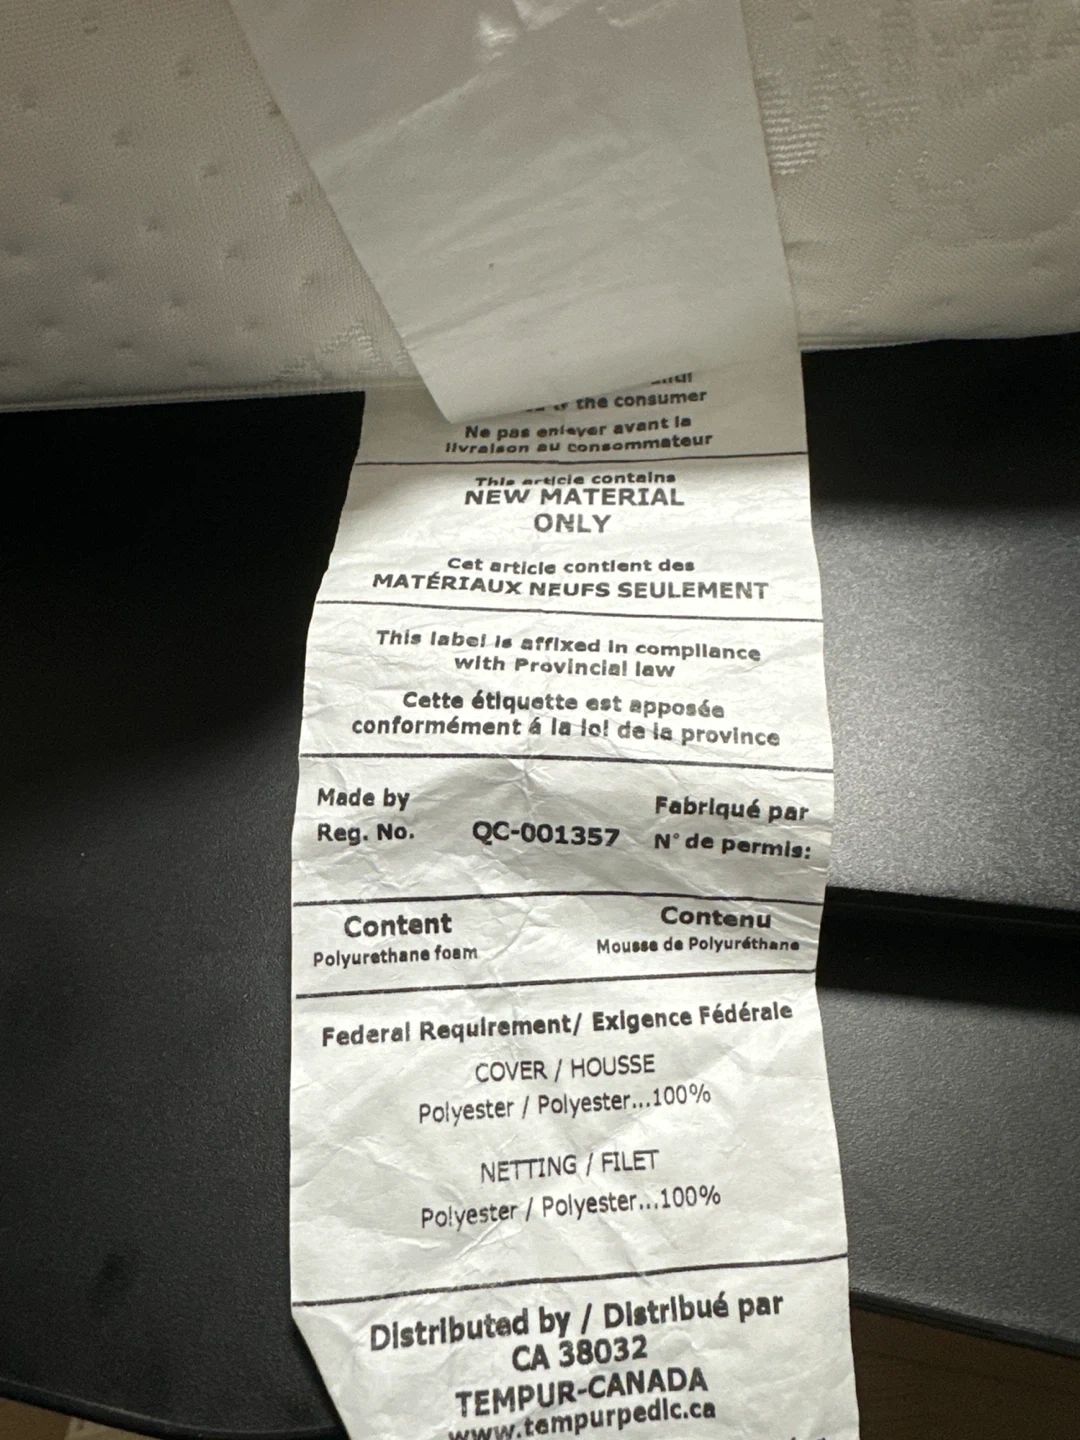 the consumer
Ne pas enlever avant la
livraison au consommateur
This article contains
NEW MATERIAL
ONLY
Cet article contient des
MATÉRIAUX NEUFS SEULEMENT
This label is affixed in compliance
with Provincial law
Cette étiquette est apposée
conformément á la loi de la province
Made by Fabriqué par
Reg. No. QC-001357 N° de permis:
Content Contenu
Polyurethane foam Mousse de Polyuréthane
Federal Requirement/ Exigence Fédérale
COVER / HOUSSE
Polyester / Polyester...100%
NETTING / FILET
Polyester / Polyester...100%
Distributed by / Distribué par
CA 38032
TEMPUR-CANADA
www.tempurpedic.ca